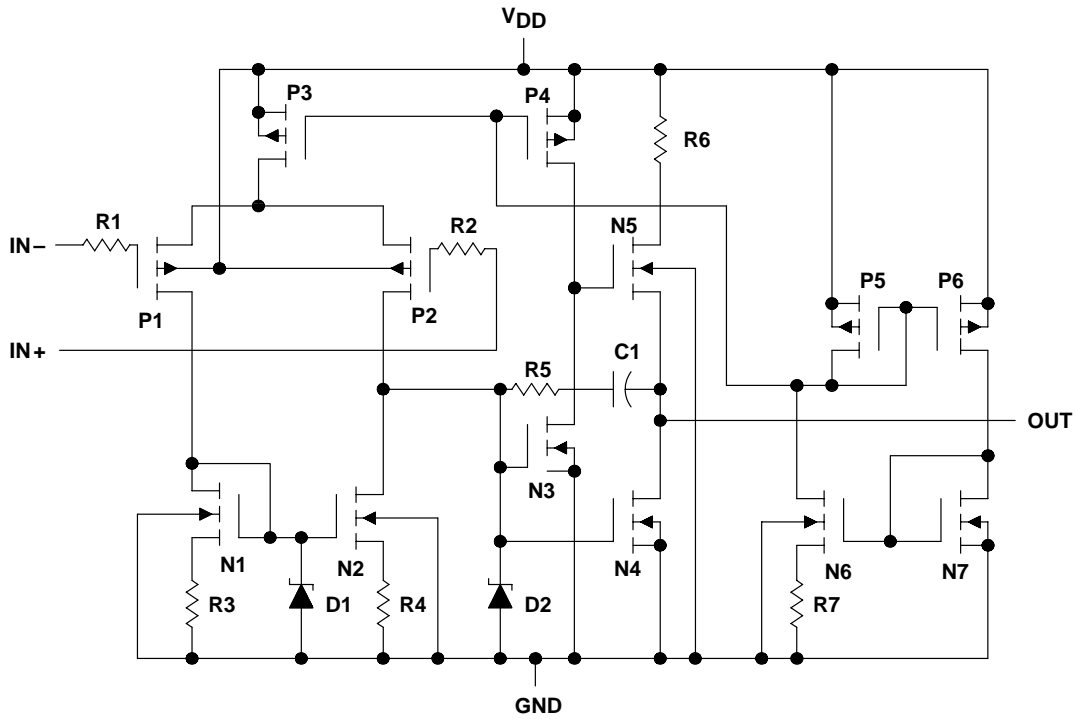 VDD
P3
P4
R6
R1
R2
N5
IN−
P5
P6
P1
P2
IN+
R5
C1
OUT
N3
N1
N2
N4
N6
N7
R3
D1
R4
D2
R7
GND